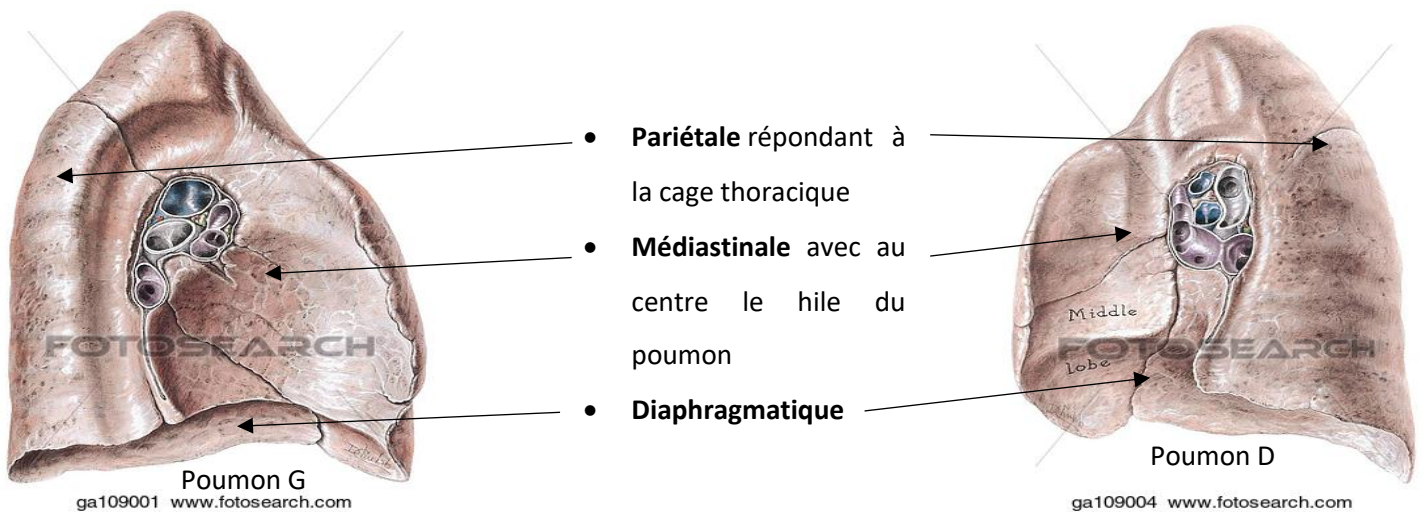 • Pariétale répondant à
la cage thoracique
• Médiastinale avec au
centre le hile du
poumon
• Diaphragmatique
Middle
lobe
FOTOSEARCH
Poumon G
ga109001 www.fotosearch.com
FOTOSEARCH
Poumon D
ga109004 www.fotosearch.com